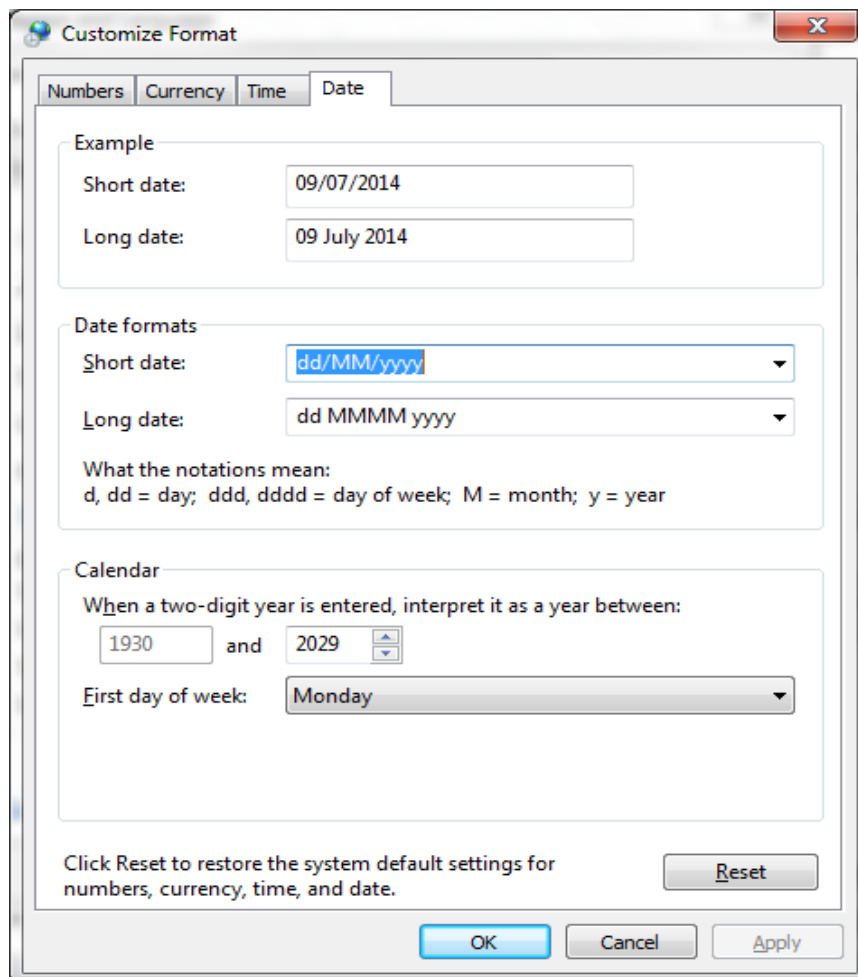 Customize Format
Numbers Currency Time Date
Example
Short date: 09/07/2014
Long date: 09 July 2014
Date formats
Short date: dd/MM/yyyy
Long date: dd MMMM yyyy
What the notations mean:
d, dd = day; ddd, dddd = day of week; M = month; y = year
Calendar
When a two-digit year is entered, interpret it as a year between:
1930 and 2029
First day of week: Monday
Click Reset to restore the system default settings for
numbers, currency, time, and date.
Reset
OK Cancel Apply